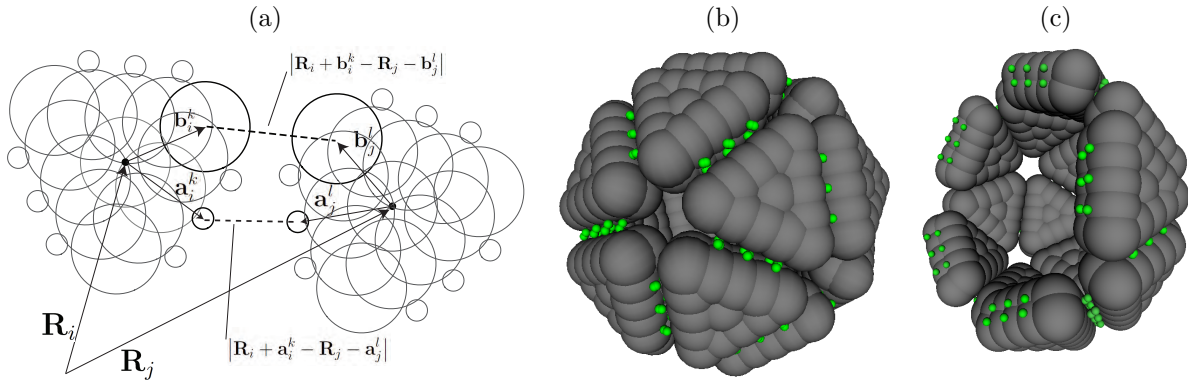 (a)
(b)
(c)
|R_i + b_i^k − R_j − b_j^l|
b_i^k
b_j^l
a_i^k
a_j^l
R_i
R_j
|R_i + a_i^k − R_j − a_j^l|